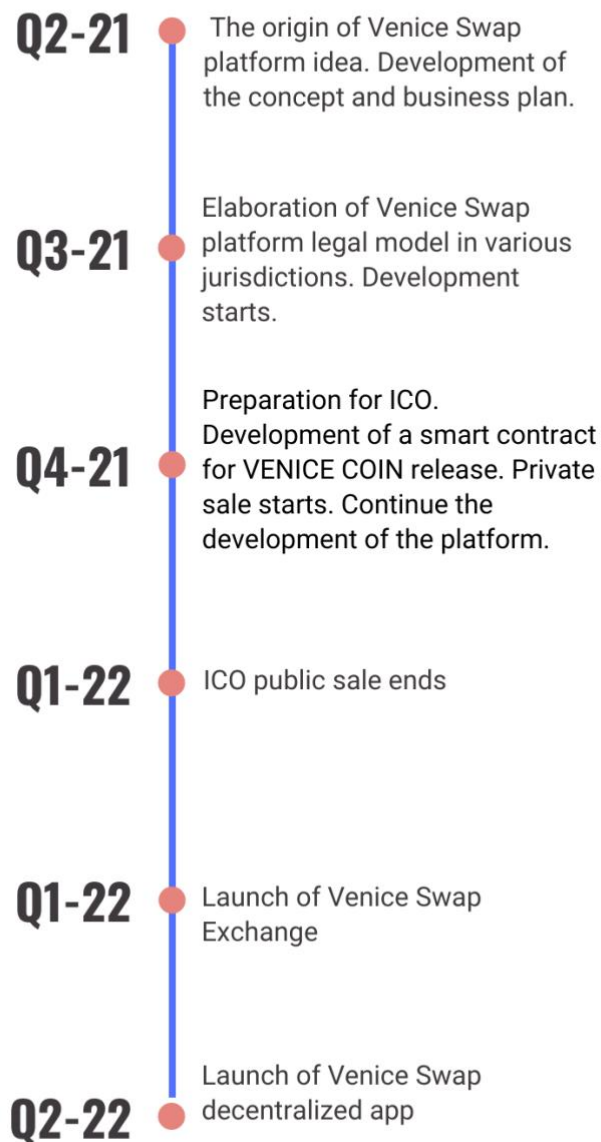 Q2-21
The origin of Venice Swap
platform idea. Development of
the concept and business plan.
Q3-21
Elaboration of Venice Swap
platform legal model in various
jurisdictions. Development
starts.
Q4-21
Preparation for ICO.
Development of a smart contract
for VENICE COIN release. Private
sale starts. Continue the
development of the platform.
Q1-22
ICO public sale ends
Q1-22
Launch of Venice Swap
Exchange
Q2-22
Launch of Venice Swap
decentralized app